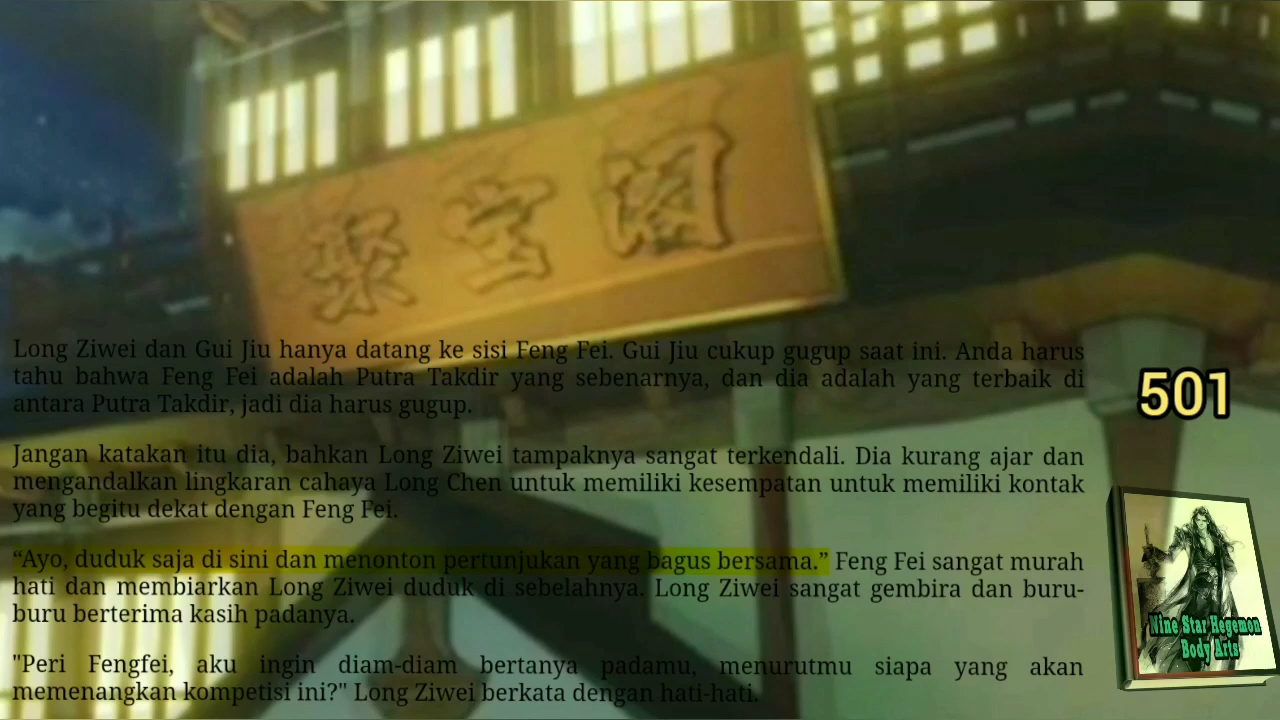 聚宝阁
Long Ziwei dan Gui Jiu hanya datang ke sisi Feng Fei. Gui Jiu cukup gugup saat ini. Anda harus
tahu bahwa Feng Fei adalah Putra Takdir yang sebenarnya, dan dia adalah yang terbaik di
antara Putra Takdir, jadi dia harus gugup.
Jangan katakan itu dia, bahkan Long Ziwei tampaknya sangat terkendali. Dia kurang ajar dan
mengandalkan lingkaran cahaya Long Chen untuk memiliki kesempatan untuk memiliki kontak
yang begitu dekat dengan Feng Fei.
“Ayo, duduk saja di sini dan menonton pertunjukan yang bagus bersama.” Feng Fei sangat murah
hati dan membiarkan Long Ziwei duduk di sebelahnya. Long Ziwei sangat gembira dan buru-
buru berterima kasih padanya.
"Peri Fengfei, aku ingin diam-diam bertanya padamu, menurutmu siapa yang akan
memenangkan kompetisi ini?" Long Ziwei berkata dengan hati-hati.
501
Nine Star Hegemon
Body Arts